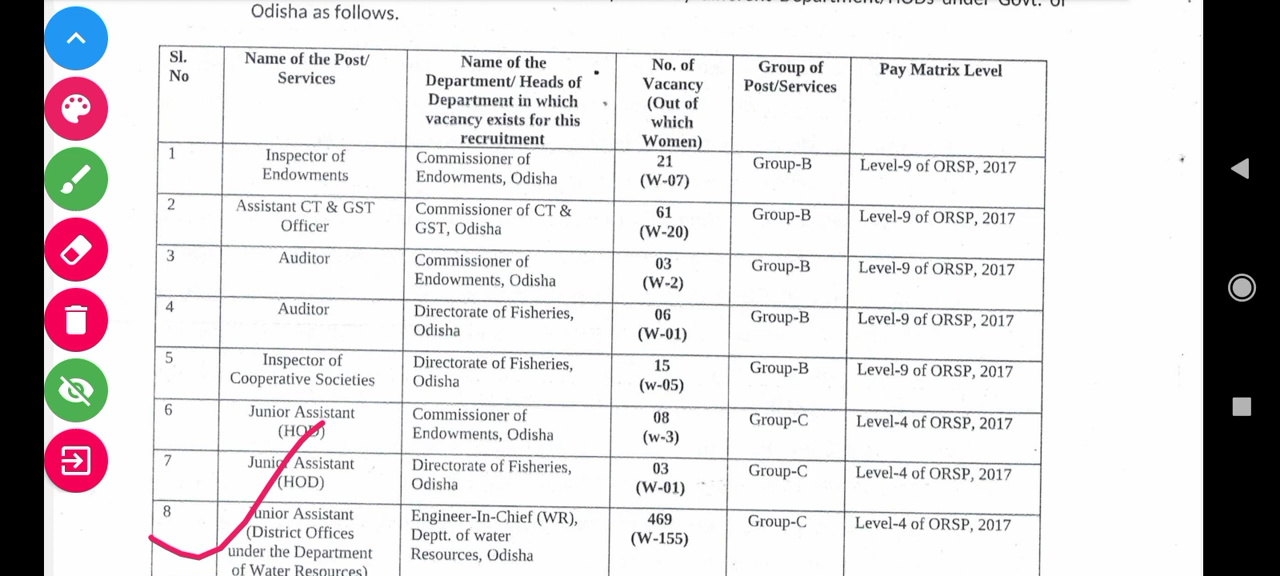 Odisha as follows.
Sl. No
Name of the Post/ Services
Name of the Department/ Heads of Department in which vacancy exists for this recruitment
No. of Vacancy (Out of which Women)
Group of Post/Services
Pay Matrix Level
1
Inspector of Endowments
Commissioner of Endowments, Odisha
21 (W-07)
Group-B
Level-9 of ORSP, 2017
2
Assistant CT & GST Officer
Commissioner of CT & GST, Odisha
61 (W-20)
Group-B
Level-9 of ORSP, 2017
3
Auditor
Commissioner of Endowments, Odisha
03 (W-2)
Group-B
Level-9 of ORSP, 2017
4
Auditor
Directorate of Fisheries, Odisha
06 (W-01)
Group-B
Level-9 of ORSP, 2017
5
Inspector of Cooperative Societies
Directorate of Fisheries, Odisha
15 (w-05)
Group-B
Level-9 of ORSP, 2017
6
Junior Assistant (HOD)
Commissioner of Endowments, Odisha
08 (w-3)
Group-C
Level-4 of ORSP, 2017
7
Junior Assistant (HOD)
Directorate of Fisheries, Odisha
03 (W-01)
Group-C
Level-4 of ORSP, 2017
8
Junior Assistant (District Offices under the Department of Water Resources)
Engineer-In-Chief (WR), Deptt. of water Resources, Odisha
469 (W-155)
Group-C
Level-4 of ORSP, 2017